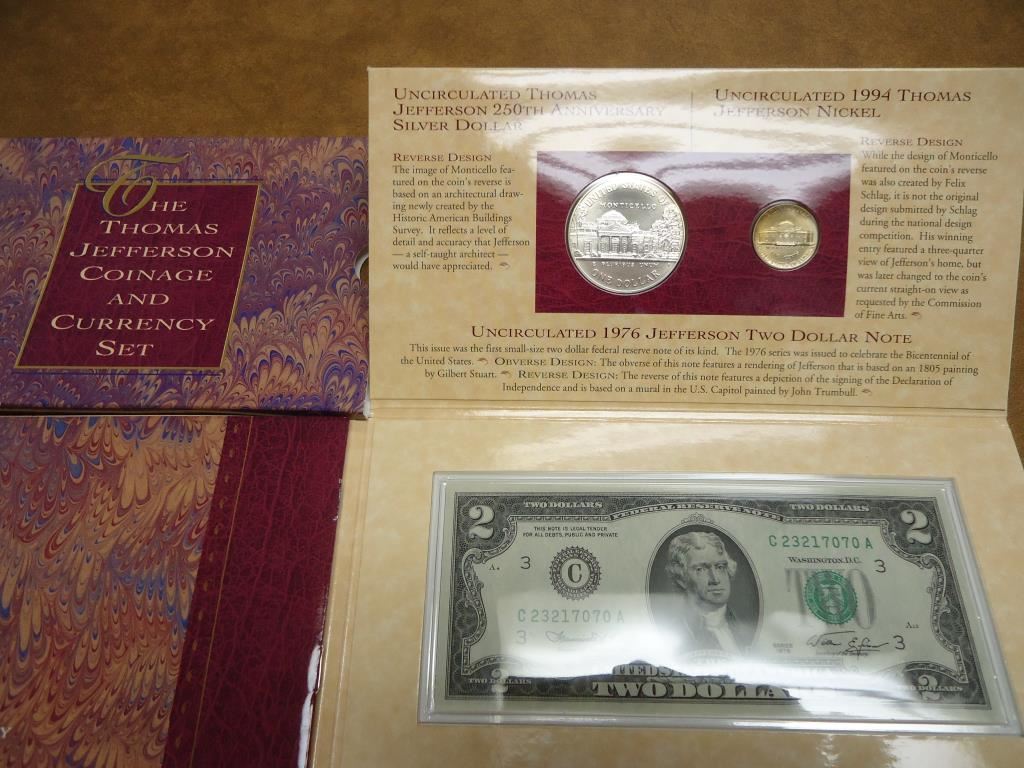 THE
THOMAS
JEFFERSON
COINAGE
AND
CURRENCY
SET
UNCIRCULATED THOMAS
JEFFERSON 250TH ANNIVERSARY
SILVER DOLLAR
REVERSE DESIGN
The image of Monticello fea-
tured on the coin's reverse is
based on an architectural draw-
ing newly created by the
Historic American Buildings
Survey. It reflects a level of
detail and accuracy that Jefferson
— a self-taught architect —
would have appreciated.
UNITED STATES OF
MONTICELLO
E PLURIBUS UNUM
ONE DOLLAR
UNCIRCULATED 1994 THOMAS
JEFFERSON NICKEL
REVERSE DESIGN
While the design of Monticello
featured on the coin's reverse
was also created by Felix
Schlag, it is not the original
design submitted by Schlag
during the national design
competition. His winning
entry featured a three-quarter
view of Jefferson's home, but
was later changed to the coin's
current straight-on view as
requested by the Commission
of Fine Arts.
UNCIRCULATED 1976 JEFFERSON TWO DOLLAR NOTE
This issue was the first small-size two dollar federal reserve note of its kind. The 1976 series was issued to celebrate the Bicentennial of
the United States. OBVERSE DESIGN: The obverse of this note features a rendering of Jefferson that is based on an 1805 painting
by Gilbert Stuart. REVERSE DESIGN: The reverse of this note features a depiction of the signing of the Declaration of
Independence and is based on a mural in the U.S. Capitol painted by John Trumbull.
2 TWO DOLLARS FEDERAL RESERVE NOTE TWO DOLLARS 2
THIS NOTE IS LEGAL TENDER
FOR ALL DEBTS, PUBLIC AND PRIVATE
C 23217070 A
WASHINGTON, D.C.
3 C TWO 3
C 23217070 A
3 SERIES
1976 3
TWO DOLLARS TWO DOLLA TWO DOLLARS
Y